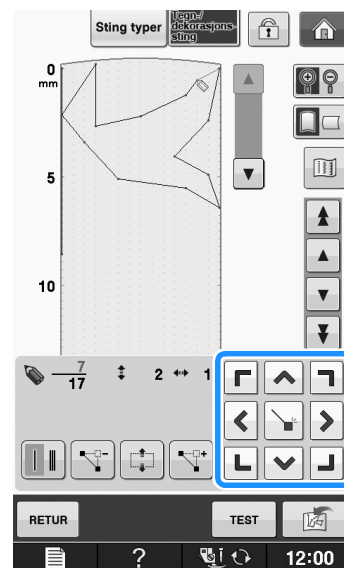 Sting typer
Tegn-/
dekorasjons-
sting
0
mm
5
10
7
17
2
1
RETUR
TEST
?
12:00